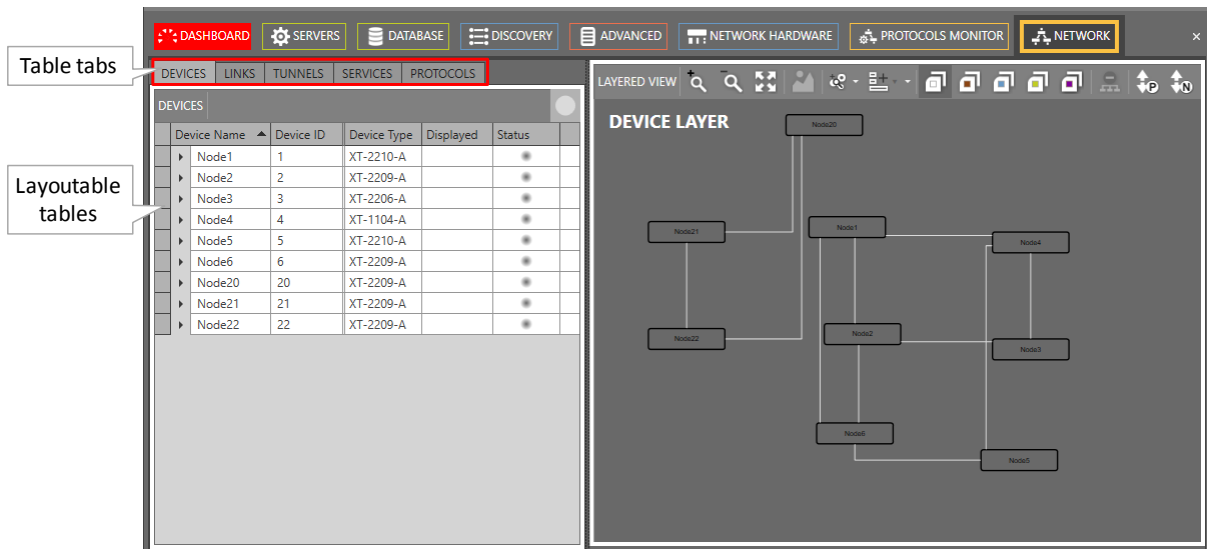 DASHBOARD SERVERS DATABASE DISCOVERY ADVANCED NETWORK HARDWARE PROTOCOLS MONITOR NETWORK ×
Table tabs
DEVICES LINKS TUNNELS SERVICES PROTOCOLS
DEVICES
Device Name Device ID Device Type Displayed Status
Node1 1 XT-2210-A
Node2 2 XT-2209-A
Node3 3 XT-2206-A
Node4 4 XT-1104-A
Node5 5 XT-2210-A
Node6 6 XT-2209-A
Node20 20 XT-2209-A
Node21 21 XT-2209-A
Node22 22 XT-2209-A
Layoutable
tables
LAYERED VIEW P N
DEVICE LAYER
Node20
Node21
Node1
Node4
Node22
Node2
Node3
Node6
Node5